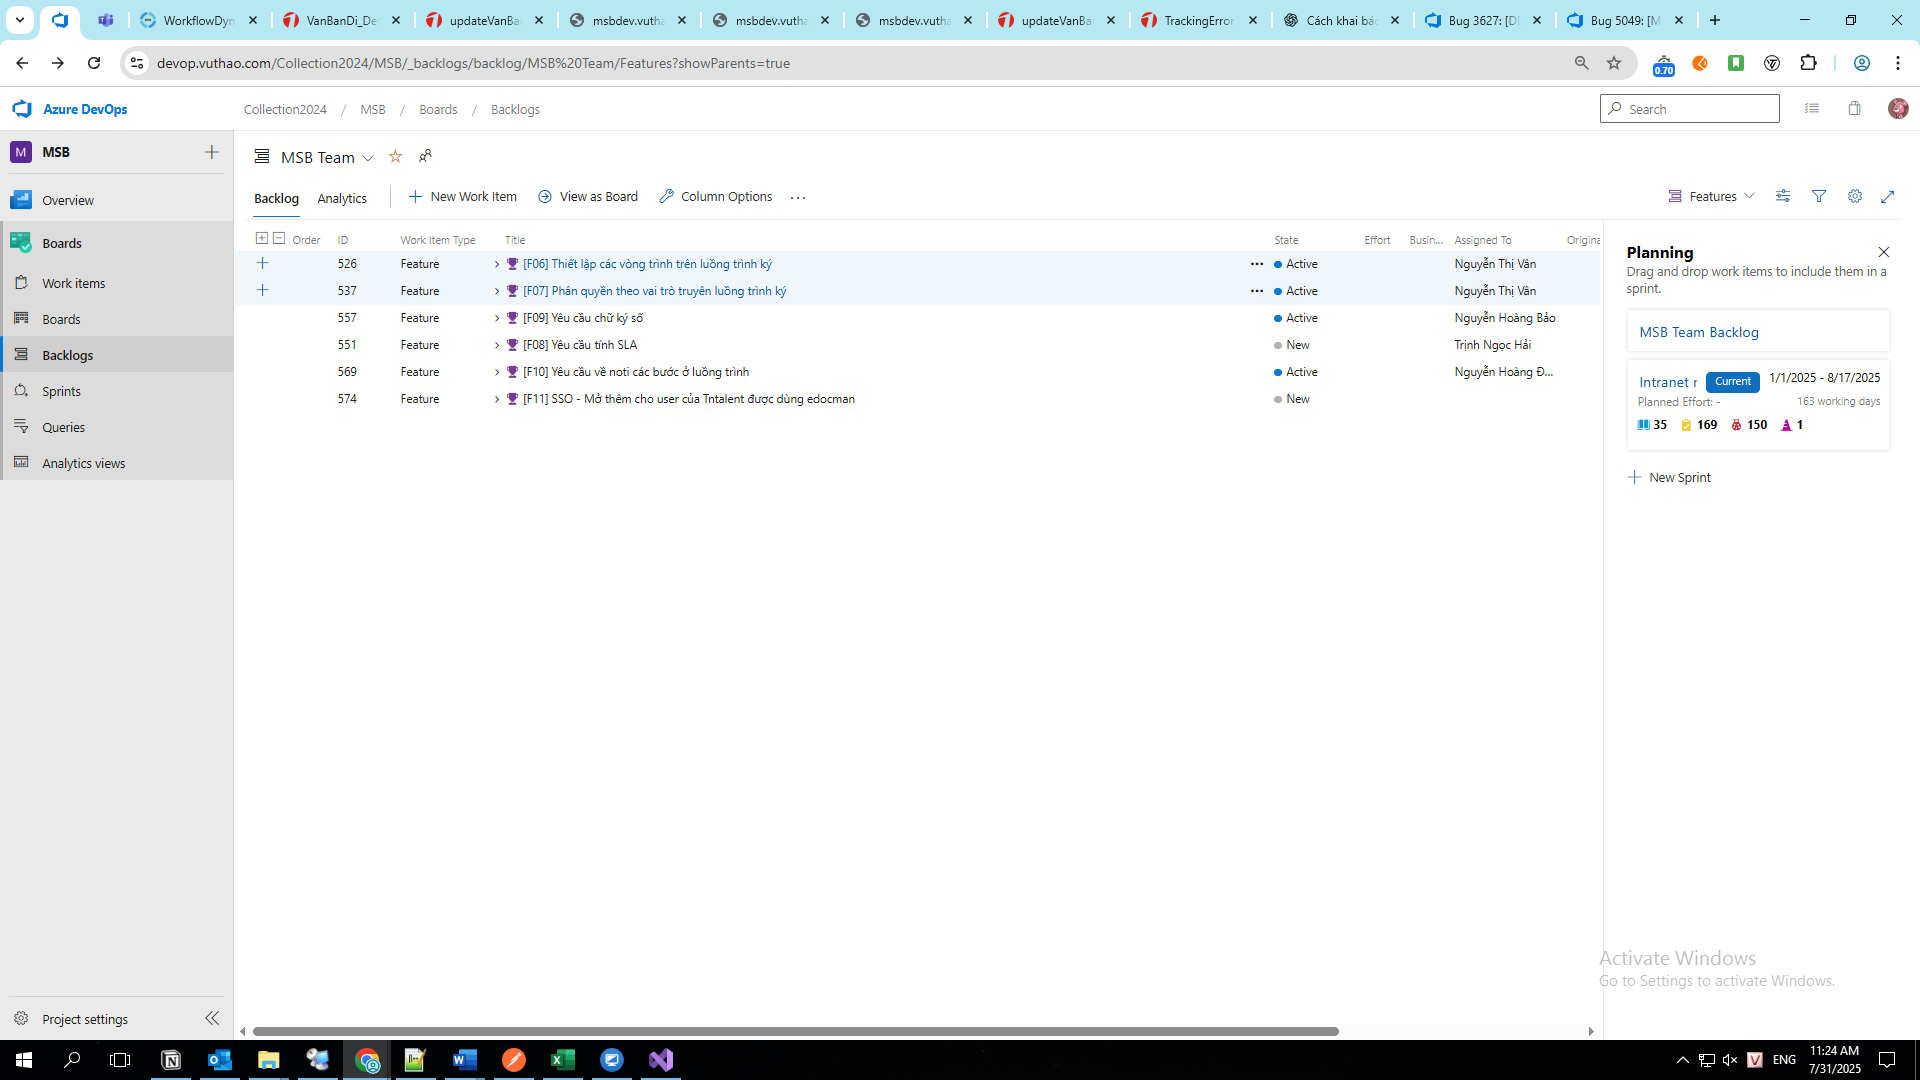 WorkflowDyn
VanBanDi_De
updateVanBa
msbdev.vutha
msbdev.vutha
msbdev.vutha
updateVanBa
TrackingError
Cách khai báo
Bug 3627: [DE
Bug 5049: [M
devop.vuthao.com/Collection2024/MSB/_backlogs/backlog/MSB%20Team/Features?showParents=true
0.70
Azure DevOps
Collection2024 / MSB / Boards / Backlogs
Search
M MSB
MSB Team
Overview
Boards
Work items
Boards
Backlogs
Sprints
Queries
Analytics views
Project settings
Backlog Analytics New Work Item View as Board Column Options ...
Features
Order ID Work Item Type Title State Effort Busin... Assigned To Origina
526 Feature [F06] Thiết lập các vòng trình trên luồng trình ký ... Active Nguyễn Thị Vân
537 Feature [F07] Phân quyền theo vai trò truyên luồng trình ký ... Active Nguyễn Thị Vân
557 Feature [F09] Yêu cầu chữ ký số Active Nguyễn Hoàng Bảo
551 Feature [F08] Yêu cầu tính SLA New Trịnh Ngọc Hải
569 Feature [F10] Yêu cầu về noti các bước ở luồng trình Active Nguyễn Hoàng Đ...
574 Feature [F11] SSO - Mở thêm cho user của Tntalent được dùng edocman New
Planning
Drag and drop work items to include them in a
sprint.
MSB Team Backlog
Intranet r Current 1/1/2025 - 8/17/2025
Planned Effort: - 163 working days
35 169 150 1
New Sprint
Activate Windows
Go to Settings to activate Windows.
V ENG 11:24 AM
7/31/2025